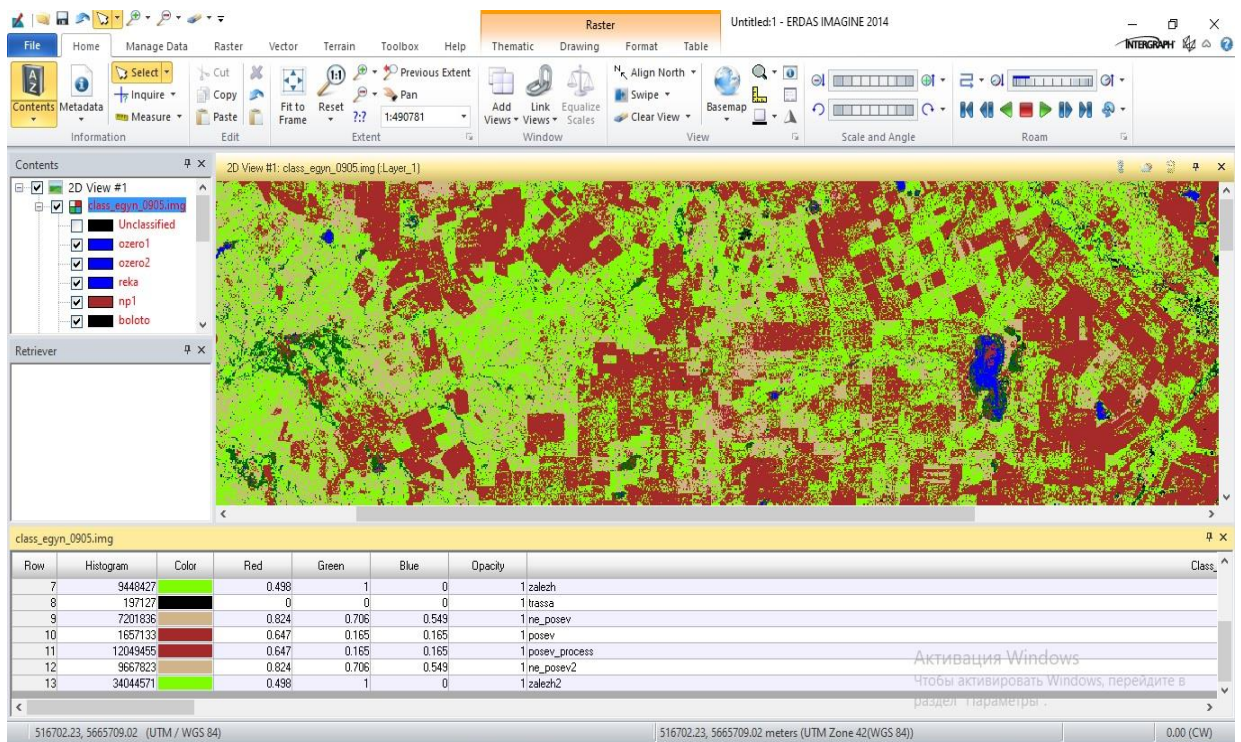 Raster
Untitled:1 - ERDAS IMAGINE 2014
File Home Manage Data Raster Vector Terrain Toolbox Help Thematic Drawing Format Table INTERGRAPH
Select Cut Previous Extent Align North
Inquire Copy Pan Swipe
Contents Metadata Measure Paste Fit to Frame Reset 1:1 ?:? 1:490781 Add Views Link Views Equalize Scales Clear View Basemap
Information Edit Extent Window View Scale and Angle Roam
Contents
2D View #1: class_egyn_0905.img (:Layer_1)
2D View #1
class_egyn_0905.img
Unclassified
ozero1
ozero2
reka
np1
boloto
Retriever
class_egyn_0905.img
Row Histogram Color Red Green Blue Opacity Class_
7 9448427 0.498 1 0 1 zalezh
8 197127 0 0 0 1 trassa
9 7201836 0.824 0.706 0.549 1 ne_posev
10 1657133 0.647 0.165 0.165 1 posev
11 12049455 0.647 0.165 0.165 1 posev_process
12 9667823 0.824 0.706 0.549 1 ne_posev2
13 34044571 0.498 1 0 1 zalezh2
Активация Windows
Чтобы активировать Windows, перейдите в
раздел "Параметры".
516702.23, 5665709.02 (UTM / WGS 84) 516702.23, 5665709.02 meters (UTM Zone 42(WGS 84)) 0.00 (CW)